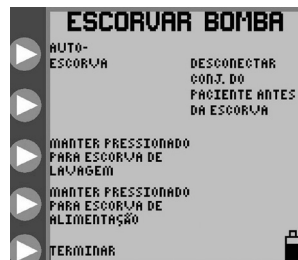 ESCORVAR BOMBA
AUTO-
ESCORVA
DESCONECTAR
CONJ. DO
PACIENTE ANTES
DA ESCORVA
MANTER PRESSIONADO
PARA ESCORVA DE
LAVAGEM
MANTER PRESSIONADO
PARA ESCORVA DE
ALIMENTAÇÃO
TERMINAR